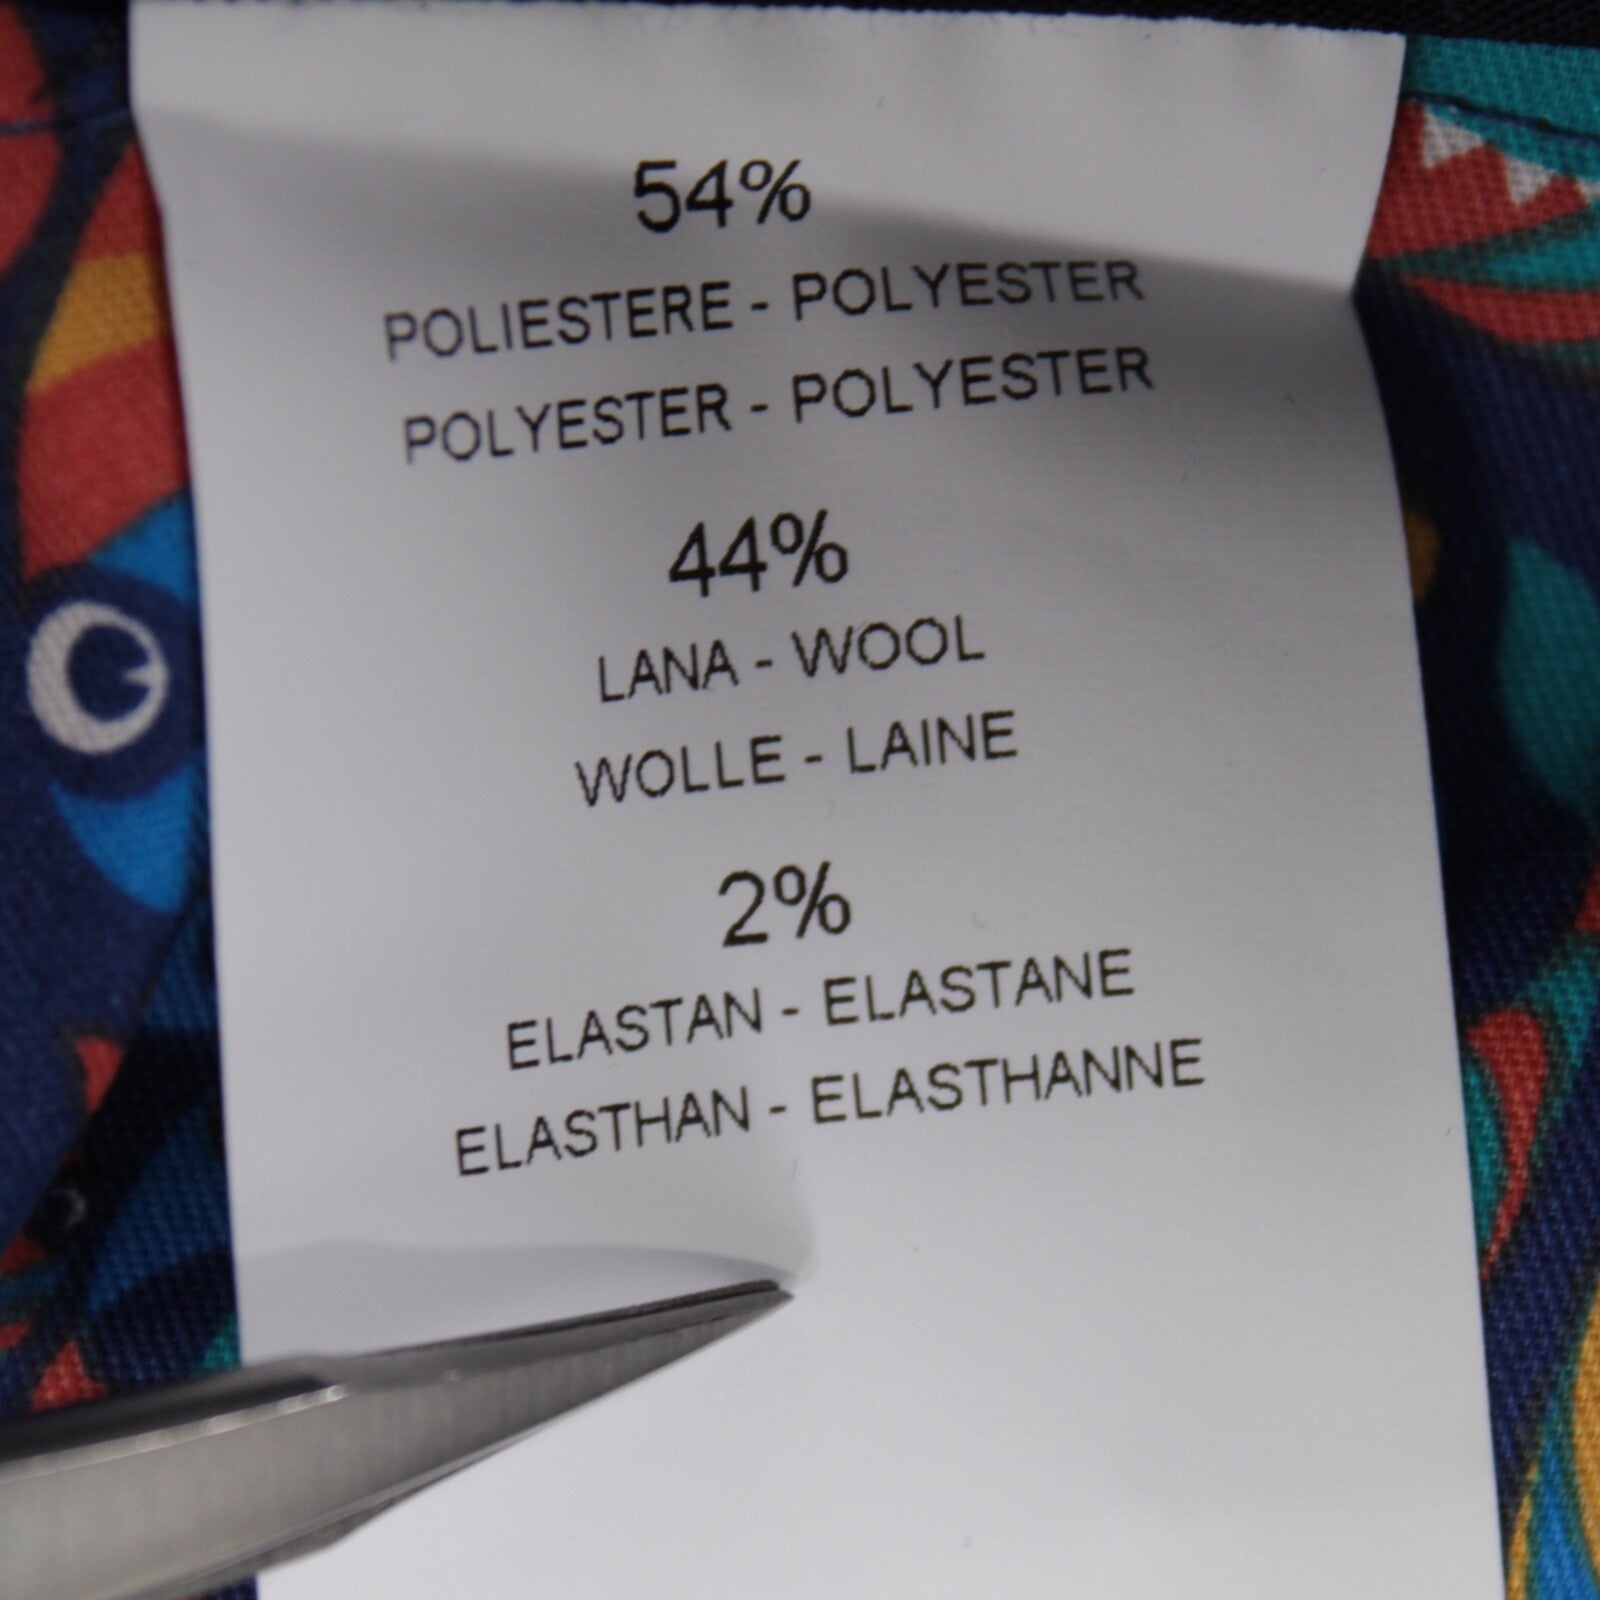 54%
POLIESTERE - POLYESTER
POLYESTER - POLYESTER
44%
LANA - WOOL
WOLLE - LAINE
2%
ELASTAN - ELASTANE
ELASTHAN - ELASTHANNE